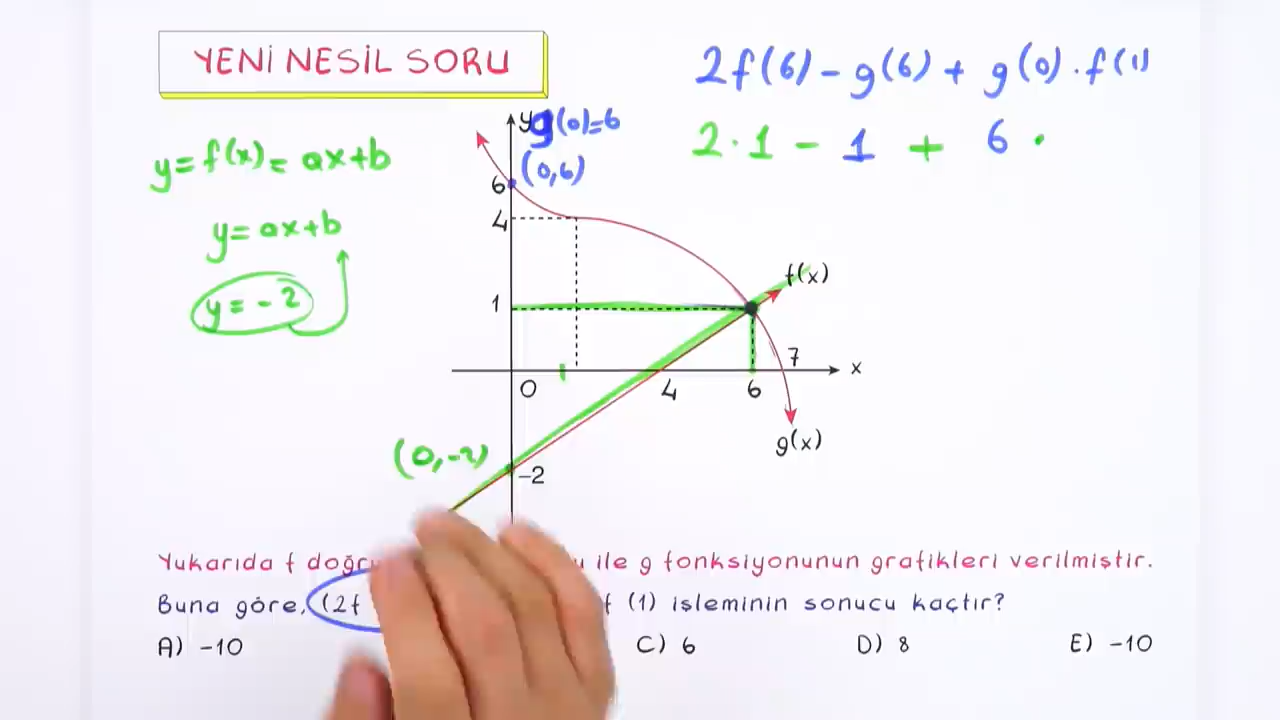 YENİ NESİL SORU
2f(6) - g(6) + g(0) . f(1)
2 . 1 - 1 + 6 .
y = f(x) = ax+b
y = ax+b
y = -2
y
g(0)=6
(0,6)
6
4
1
f(x)
7
x
0
4
6
g(x)
(0,-2)
-2
Yukarıda f ile g fonksiyonunun grafikleri verilmiştir.
Buna göre, (2f f (1) işleminin sonucu kaçtır?
A) -10
C) 6
D) 8
E) -10